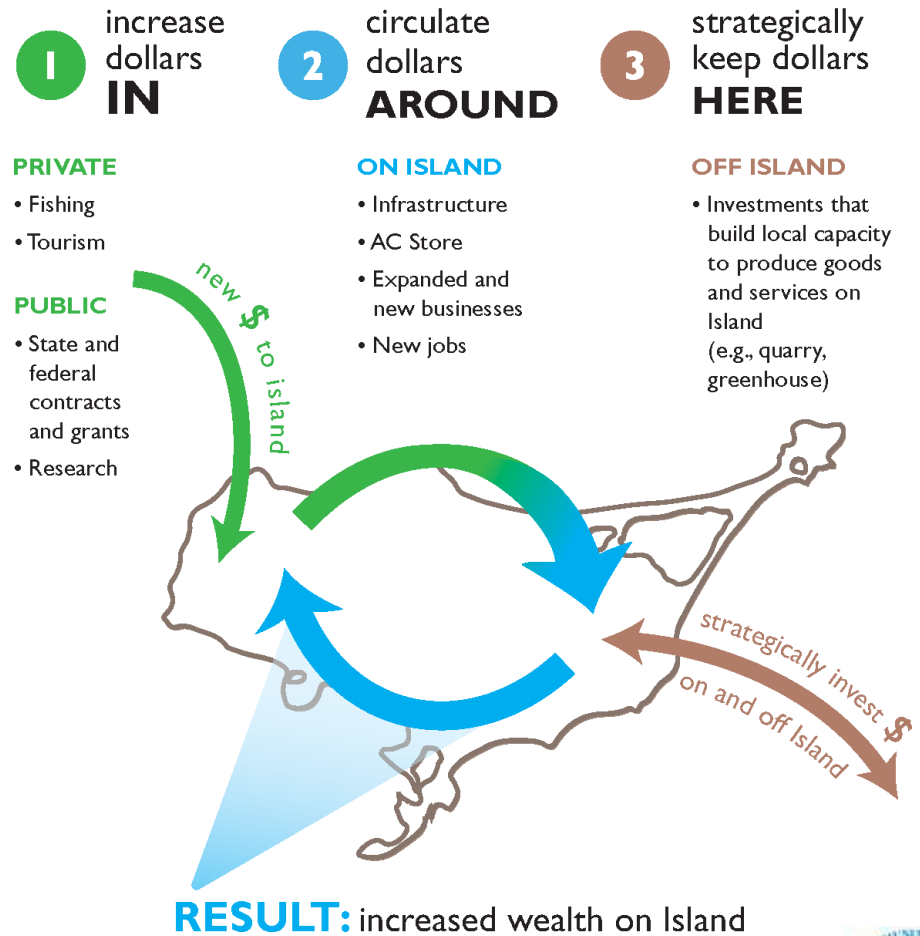 1
increase
dollars
IN
2
circulate
dollars
AROUND
3
strategically
keep dollars
HERE
PRIVATE
• Fishing
• Tourism
PUBLIC
• State and
federal
contracts
and grants
• Research
new $ to island
ON ISLAND
• Infrastructure
• AC Store
• Expanded and
new businesses
• New jobs
OFF ISLAND
• Investments that
build local capacity
to produce goods
and services on
Island
(e.g., quarry,
greenhouse)
strategically invest $
on and off Island
RESULT: increased wealth on Island